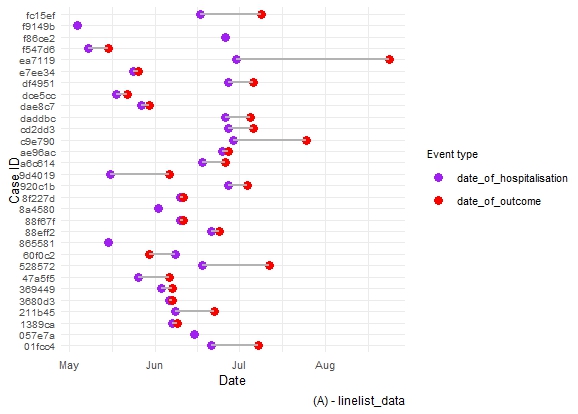 fc15ef
f9149b
f86ce2
f547d6
ea7119
e7ee34
df4951
dce5cc
dae8c7
daddbc
cd2dd3
c9e790
ae96ac
a6c614
9d4019
920c1b
8f227d
8a4580
88f67f
88eff2
865581
60f0c2
528572
47a5f5
369449
3680d3
211b45
1389ca
057e7a
01fcc4
Case ID
May Jun Jul Aug
Date
Event type
date_of_hospitalisation
date_of_outcome
(A) - linelist_data